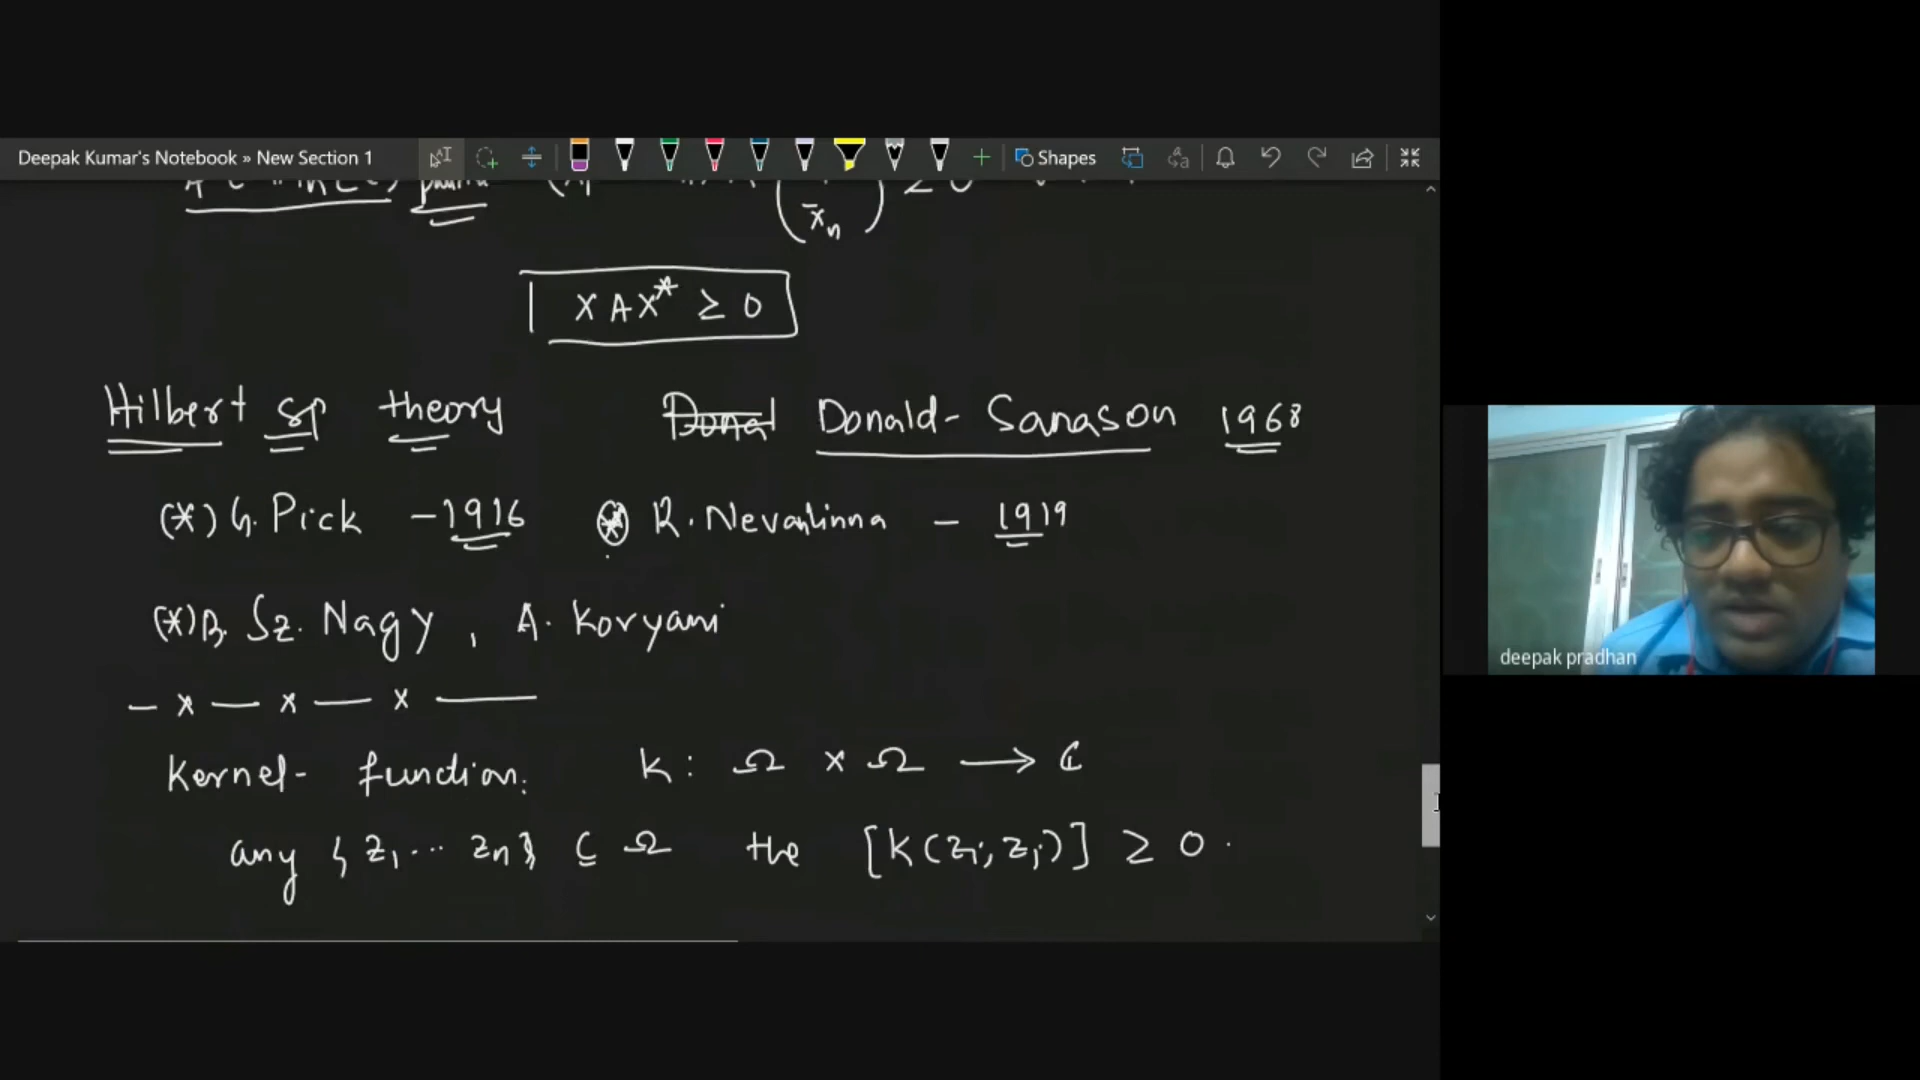 Deepak Kumar's Notebook » New Section 1
Shapes
x̄n
X A X* ≥ 0
Hilbert sp theory Donal Donald- Sanason 1968
(*) G. Pick - 1916 (*) R. Nevanlinna - 1919
(*) B. Sz. Nagy, A. Koryani
- x — x — x —
Kernel- function: K: Ω x Ω → ℂ
any {z1 ... zn} ⊆ Ω the [K(zi, zj)] ≥ 0.
deepak pradhan